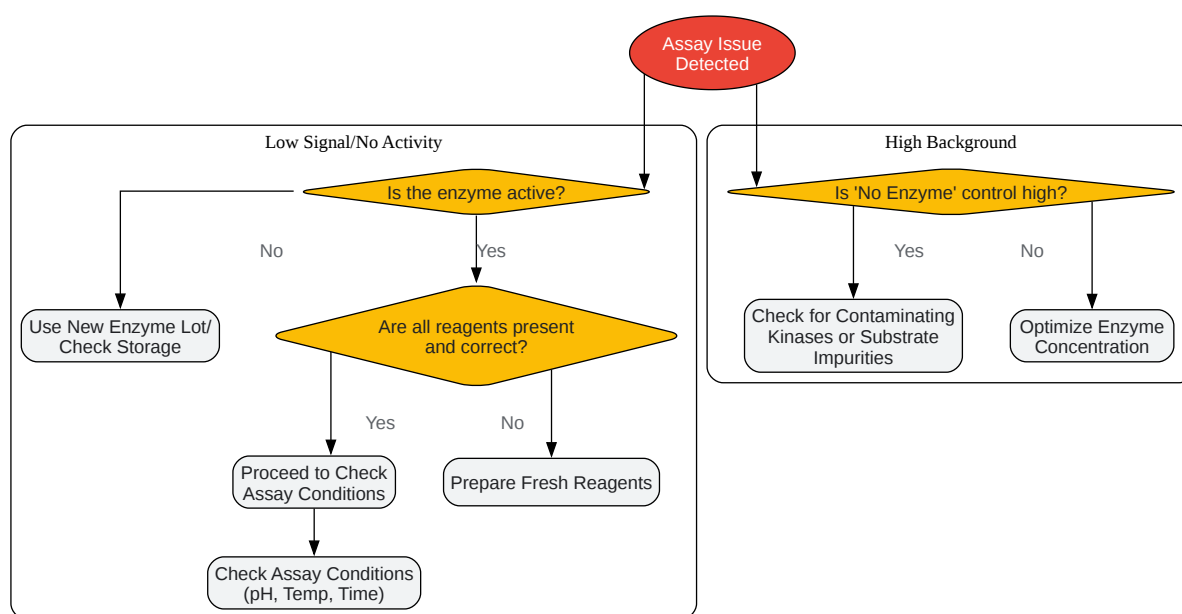 Assay Issue
Detected
Low Signal/No Activity
High Background
Is the enzyme active?
Is 'No Enzyme' control high?
No
Yes
Yes
No
Use New Enzyme Lot/
Check Storage
Are all reagents present
and correct?
Check for Contaminating
Kinases or Substrate
Impurities
Optimize Enzyme
Concentration
Yes
No
Proceed to Check
Assay Conditions
Prepare Fresh Reagents
Check Assay Conditions
(pH, Temp, Time)